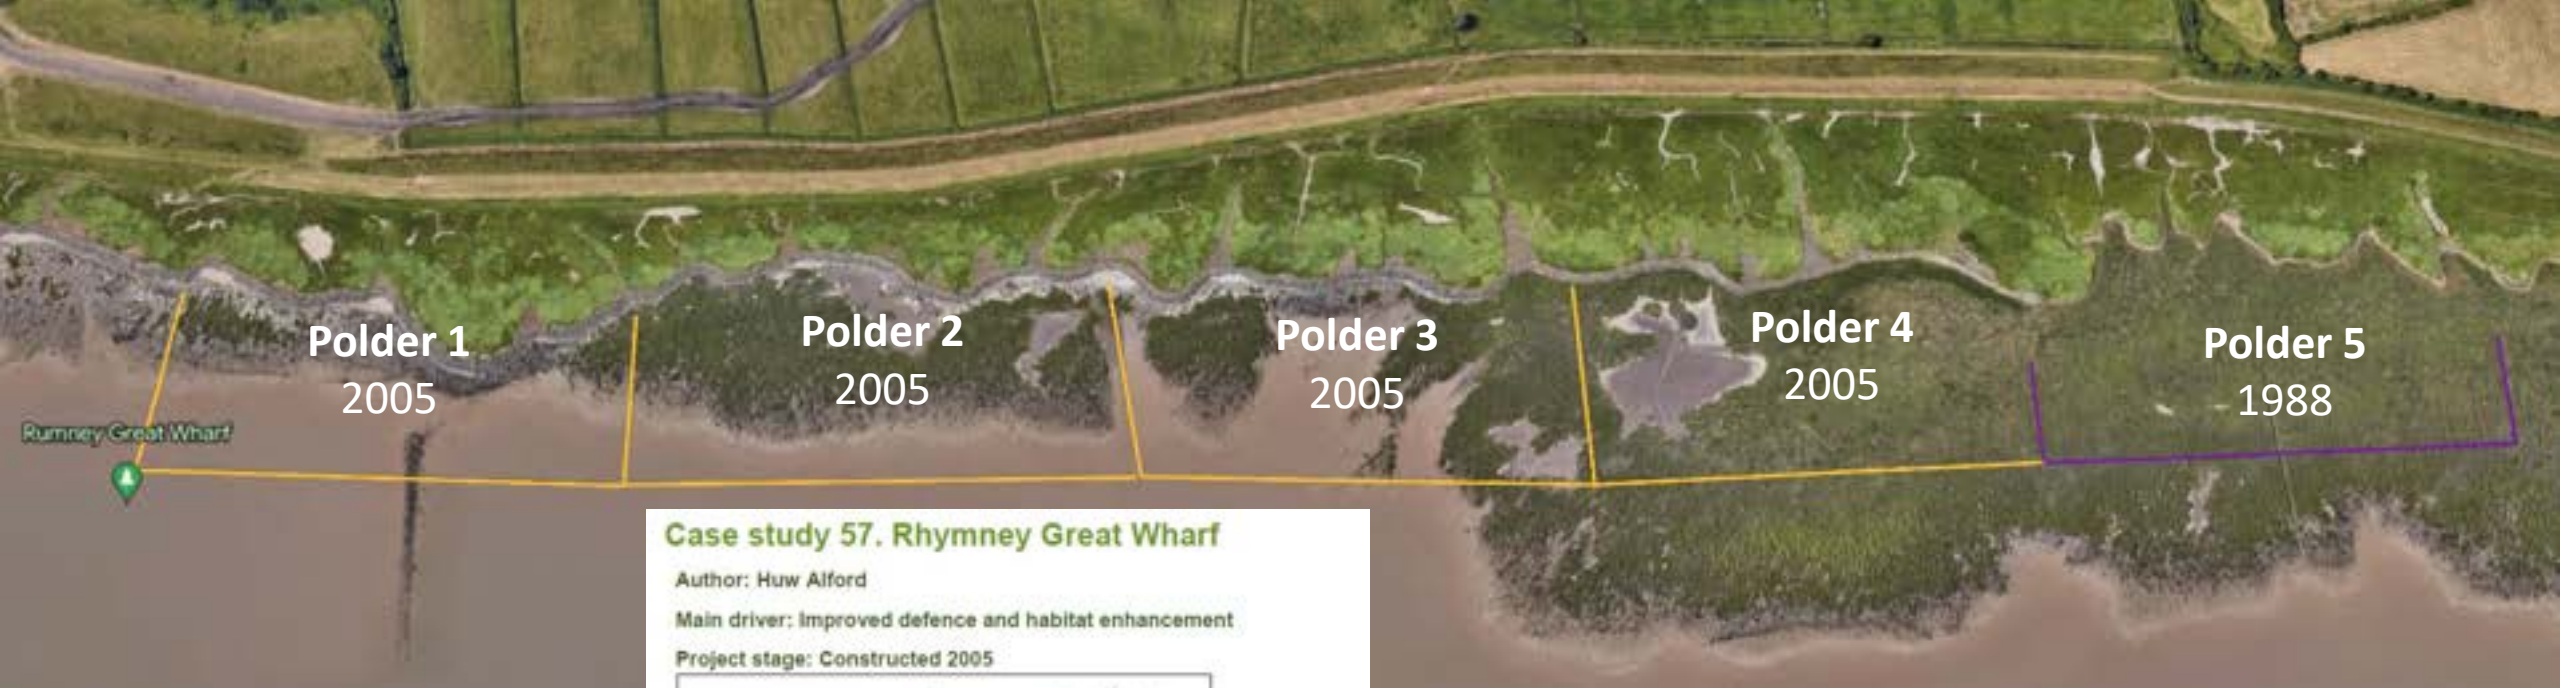 Polder 1
2005
Polder 2
2005
Polder 3
2005
Polder 4
2005
Polder 5
1988
Rumney Great Wharf
Case study 57. Rhymney Great Wharf
Author: Huw Alford
Main driver: Improved defence and habitat enhancement
Project stage: Constructed 2005